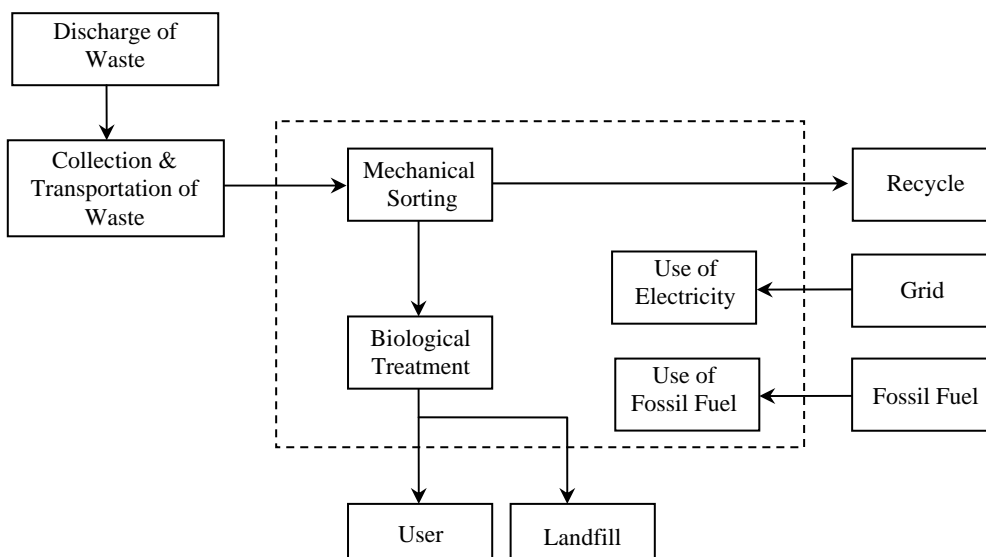 Discharge of
Waste
Collection &
Transportation of
Waste
Mechanical
Sorting
Recycle
Use of
Electricity
Grid
Biological
Treatment
Use of
Fossil Fuel
Fossil Fuel
User
Landfill